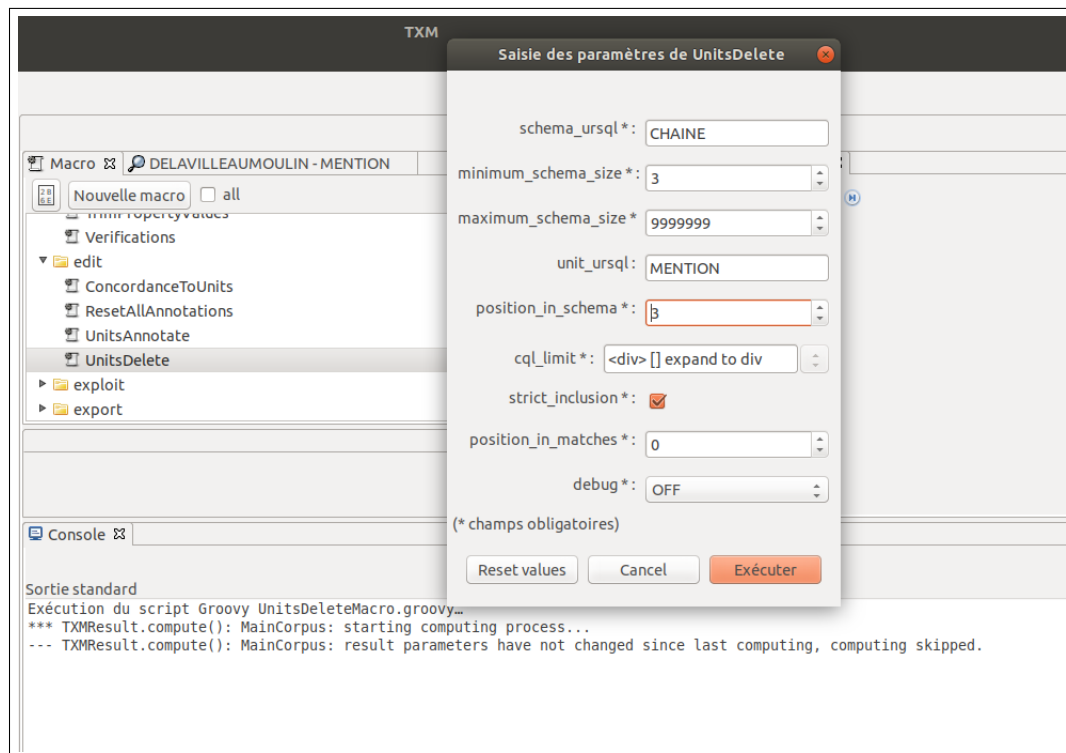 TXM
Saisie des paramètres de UnitsDelete
schema_ursql * : CHAINE
minimum_schema_size * : 3
maximum_schema_size * 9999999
unit_ursql : MENTION
position_in_schema * : 3
cql_limit * : <div> [] expand to div
strict_inclusion * :
position_in_matches * : 0
debug * : OFF
(* champs obligatoires)
Reset values Cancel Exécuter
Macro DELAVILLEAUMOULIN - MENTION
Nouvelle macro all
TrimPropertyValues
Verifications
edit
ConcordanceToUnits
ResetAllAnnotations
UnitsAnnotate
UnitsDelete
exploit
export
Console
Sortie standard
Exécution du script Groovy UnitsDeleteMacro.groovy…
*** TXMResult.compute(): MainCorpus: starting computing process...
--- TXMResult.compute(): MainCorpus: result parameters have not changed since last computing, computing skipped.